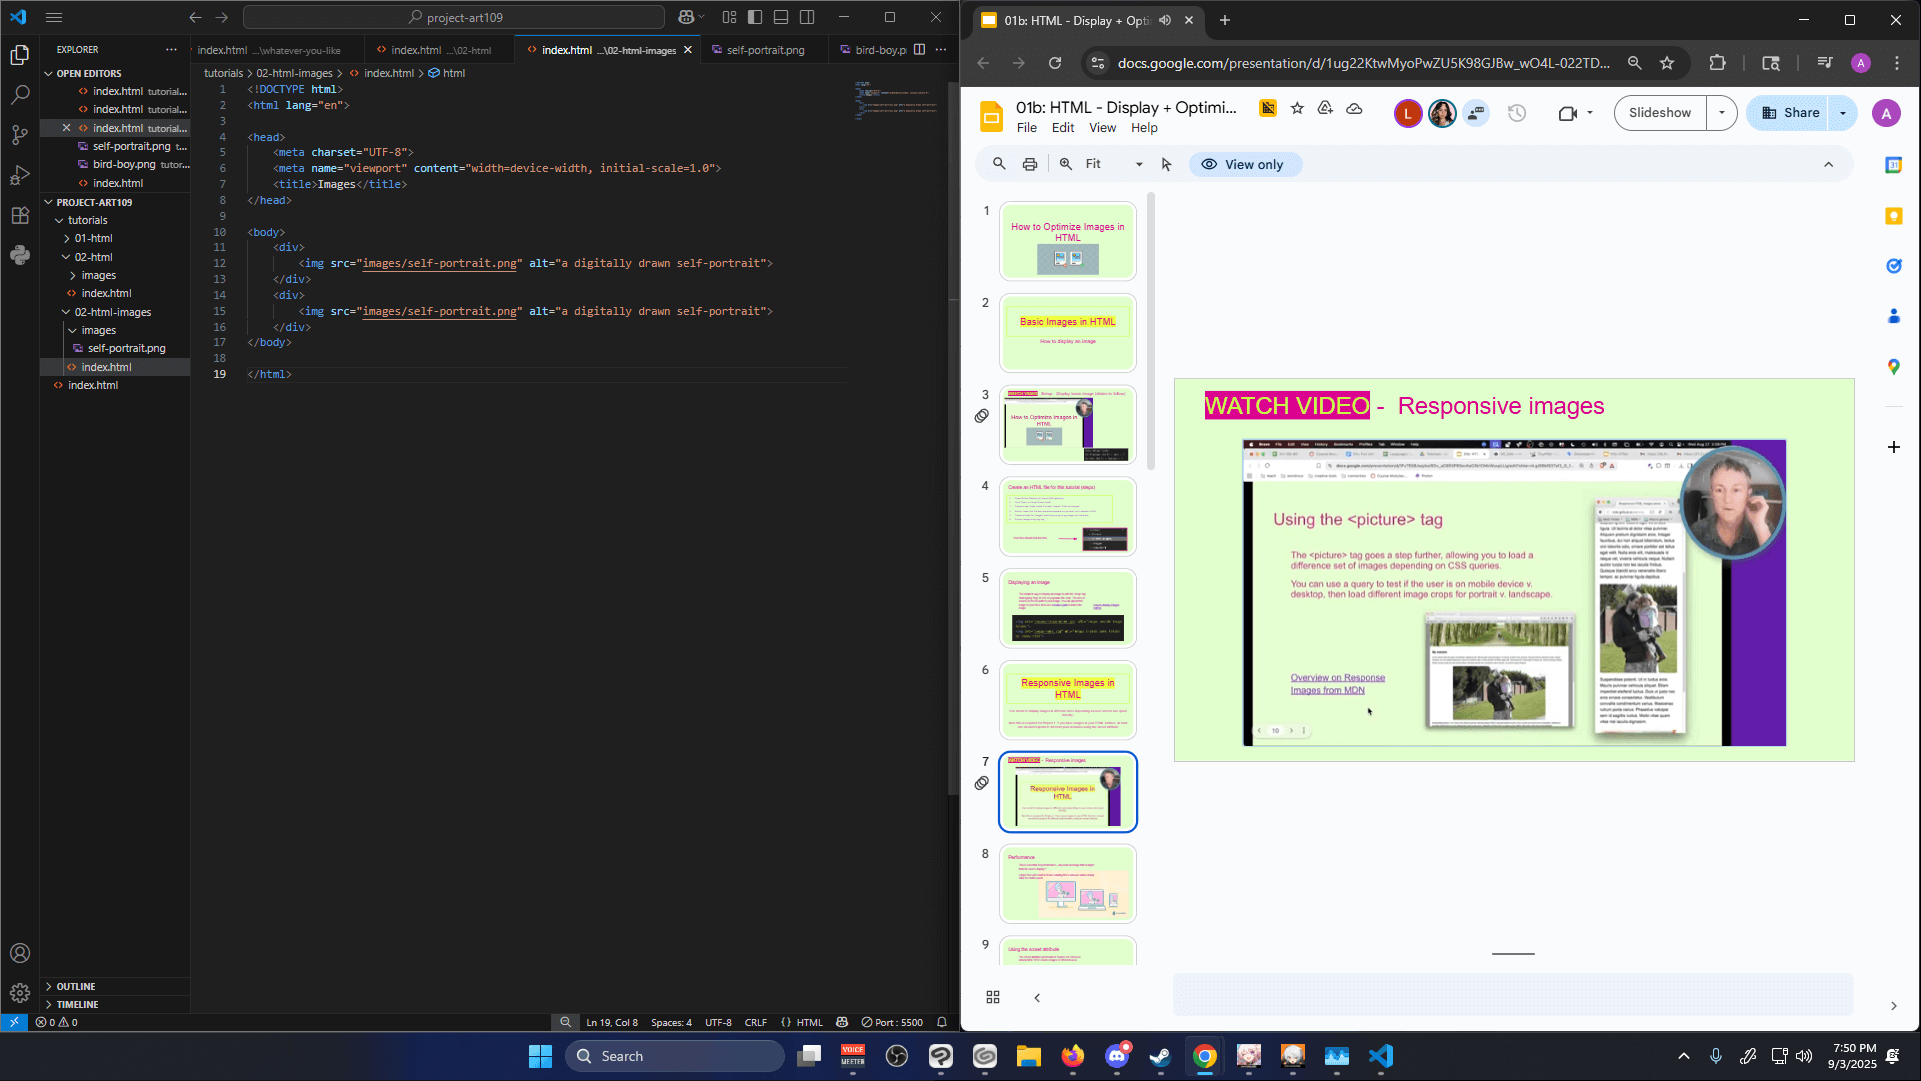 project-art109
EXPLORER
OPEN EDITORS
index.html tutorial...
index.html tutorial...
index.html tutorial...
self-portrait.png t...
bird-boy.png tutor...
index.html
PROJECT-ART109
tutorials
01-html
02-html
images
index.html
02-html-images
images
self-portrait.png
index.html
index.html
OUTLINE
TIMELINE
index.html ...\whatever-you-like
index.html ...\02-html
index.html ...\02-html-images
self-portrait.png
bird-boy.p
tutorials > 02-html-images > index.html > html
1 <!DOCTYPE html>
2 <html lang="en">
3
4 <head>
5 <meta charset="UTF-8">
6 <meta name="viewport" content="width=device-width, initial-scale=1.0">
7 <title>Images</title>
8 </head>
9
10 <body>
11 <div>
12 <img src="images/self-portrait.png" alt="a digitally drawn self-portrait">
13 </div>
14 <div>
15 <img src="images/self-portrait.png" alt="a digitally drawn self-portrait">
16 </div>
17 </body>
18
19 </html>
0 0
Ln 19, Col 8 Spaces: 4 UTF-8 CRLF {} HTML Port : 5500
01b: HTML - Display + Opti
docs.google.com/presentation/d/1ug22KtwMyoPwZU5K98GJBw_wO4L-022TD...
A
01b: HTML - Display + Optimi...
File Edit View Help
L
Slideshow
Share
A
Fit
View only
1
How to Optimize Images in
HTML
2
Basic Images in HTML
How to display an image
3
How to Optimize Images in
HTML
4
Create an HTML file for this tutorial (steps)
5
Displaying an image
6
Responsive Images in
HTML
7
WATCH VIDEO - Responsive images
Responsive Images in
HTML
8
Performance
9
Using the srcset attribute
WATCH VIDEO - Responsive images
Using the <picture> tag
The <picture> tag goes a step further, allowing you to load a
difference set of images depending on CSS queries.
You can use a query to test if the user is on mobile device v.
desktop, then load different image crops for portrait v. landscape.
Overview on Response
Images from MDN
10
31
Search
VOICE
MEETER
7:50 PM
9/3/2025